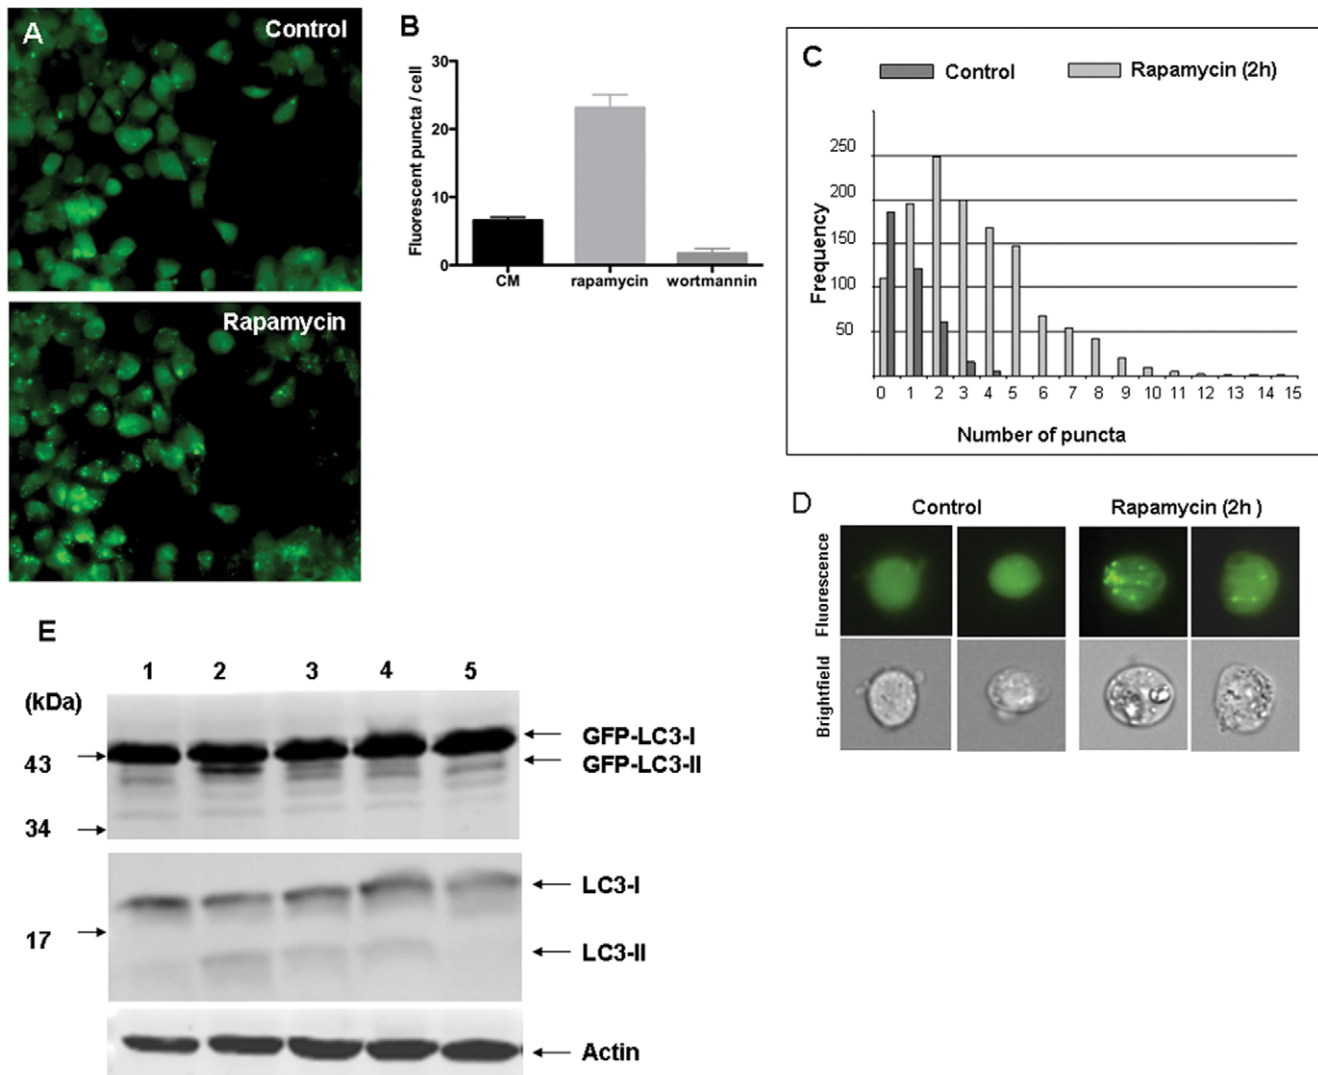 A
Control
Rapamycin
B
Fluorescent puncta / cell
30
20
10
0
CM rapamycin wortmannin
C
Control Rapamycin (2h)
Frequency
250
200
150
100
50
0 1 2 3 4 5 6 7 8 9 10 11 12 13 14 15
Number of puncta
D
Control Rapamycin (2h )
Fluorescence
Brightfield
E
1 2 3 4 5
(kDa)
43
34
GFP-LC3-I
GFP-LC3-II
17
LC3-I
LC3-II
Actin